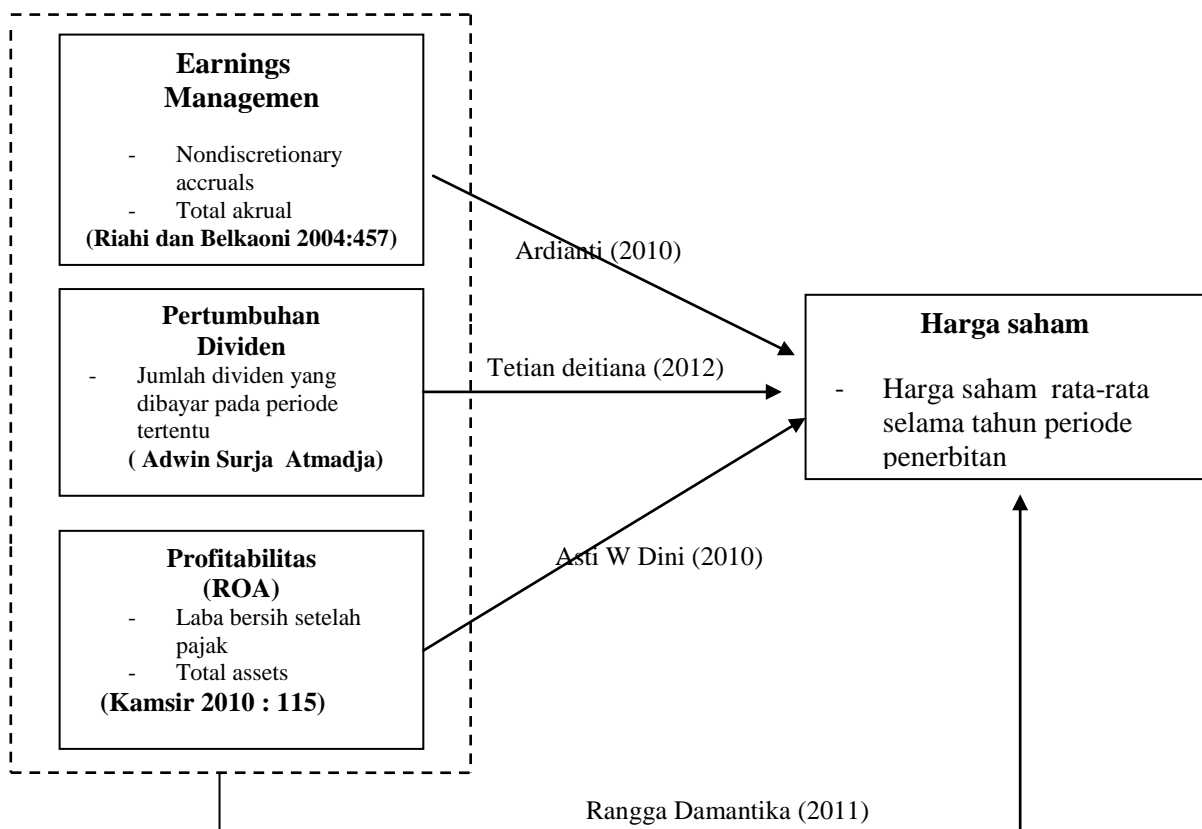 Earnings
Managemen
- Nondiscretionary
accruals
- Total akrual
(Riahi dan Belkaoni 2004:457)
Ardianti (2010)
Pertumbuhan
Dividen
- Jumlah dividen yang
dibayar pada periode
tertentu
( Adwin Surja Atmadja)
Tetian deitiana (2012)
Harga saham
- Harga saham rata-rata
selama tahun periode
penerbitan
Profitabilitas
(ROA)
- Laba bersih setelah
pajak
- Total assets
(Kamsir 2010 : 115)
Asti W Dini (2010)
Rangga Damantika (2011)